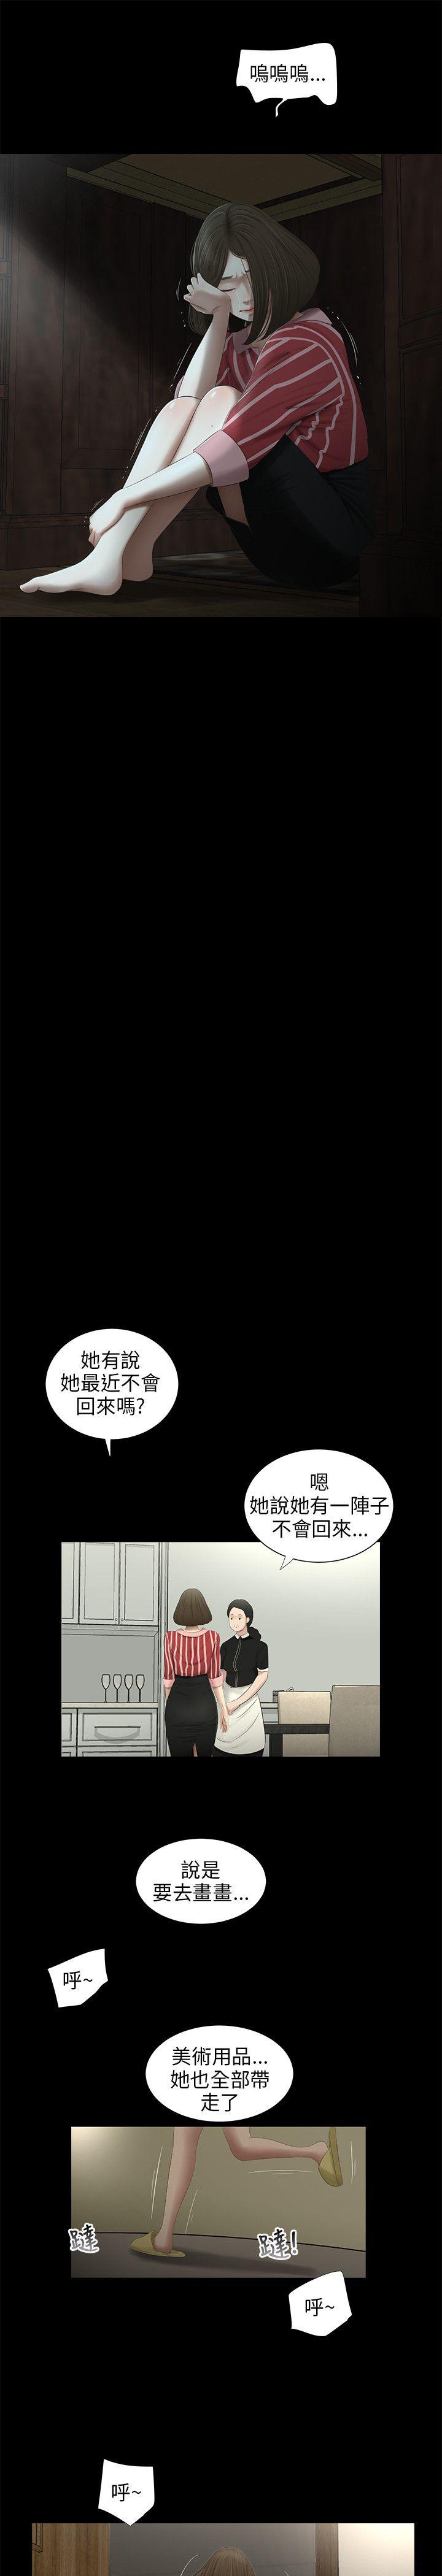 嗚嗚嗚...
她有說
她最近不會
回來嗎?
嗯
她說她有一陣子
不會回來...
說是
要去畫畫...
呼~
美術用品...
她也全部帶
走了
躂
躂!
呼~
呼~